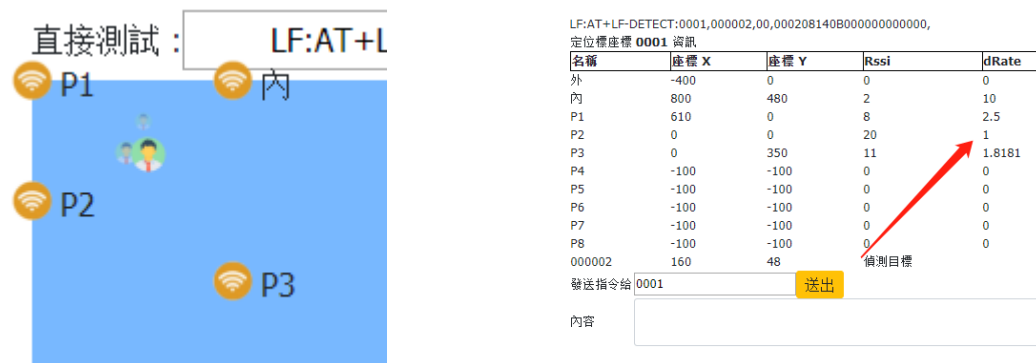 直接測試： LF:AT+L
P1
內
P2
P3
LF:AT+LF-DETECT:0001,000002,00,000208140B000000000000,
定位標座標 0001 資訊
名稱 座標 X 座標 Y Rssi dRate
外 -400 0 0 0
內 800 480 2 10
P1 610 0 8 2.5
P2 0 0 20 1
P3 0 350 11 1.8181
P4 -100 -100 0 0
P5 -100 -100 0 0
P6 -100 -100 0 0
P7 -100 -100 0 0
P8 -100 -100 0 0
000002 160 48 偵測目標
發送指令給 0001 送出
內容